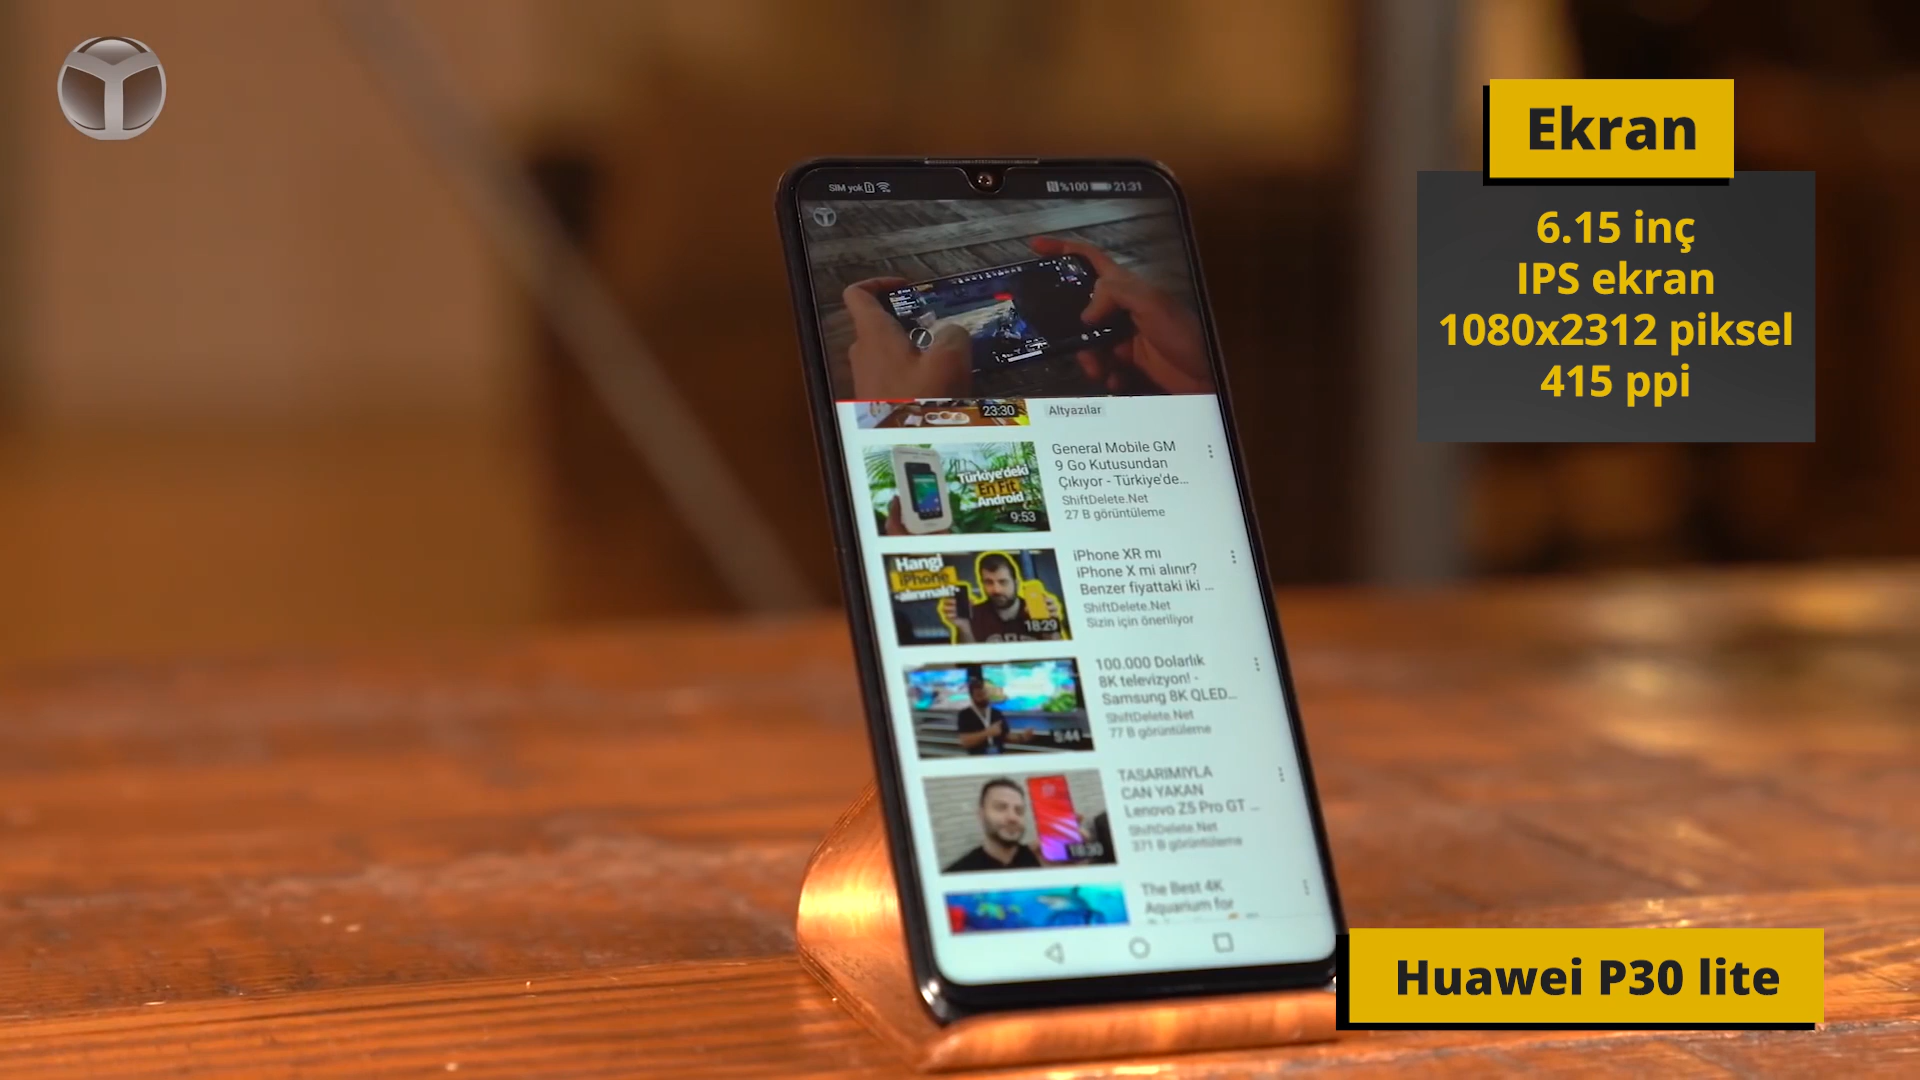 Ekran
6.15 inç
IPS ekran
1080x2312 piksel
415 ppi
SIM yok
%100 21:31
23:30
Altyazılar
Türkiye'deki
En Fit
Android
9:53
General Mobile GM
9 Go Kutusundan
Çıkıyor - Türkiye'de...
ShiftDelete.Net
27 B görüntüleme
Hangi
iPhone
alınmalı?
18:29
iPhone XR mı
iPhone X mi alınır?
Benzer fiyattaki iki ...
ShiftDelete.Net
Sizin için öneriliyor
5:44
100.000 Dolarlık
8K televizyon! -
Samsung 8K QLED...
ShiftDelete.Net
77 B görüntüleme
18:30
TASARIMIYLA
CAN YAKAN
Lenovo Z5 Pro GT ...
ShiftDelete.Net
371 B görüntüleme
The Best 4K
Aquarium for
Huawei P30 lite